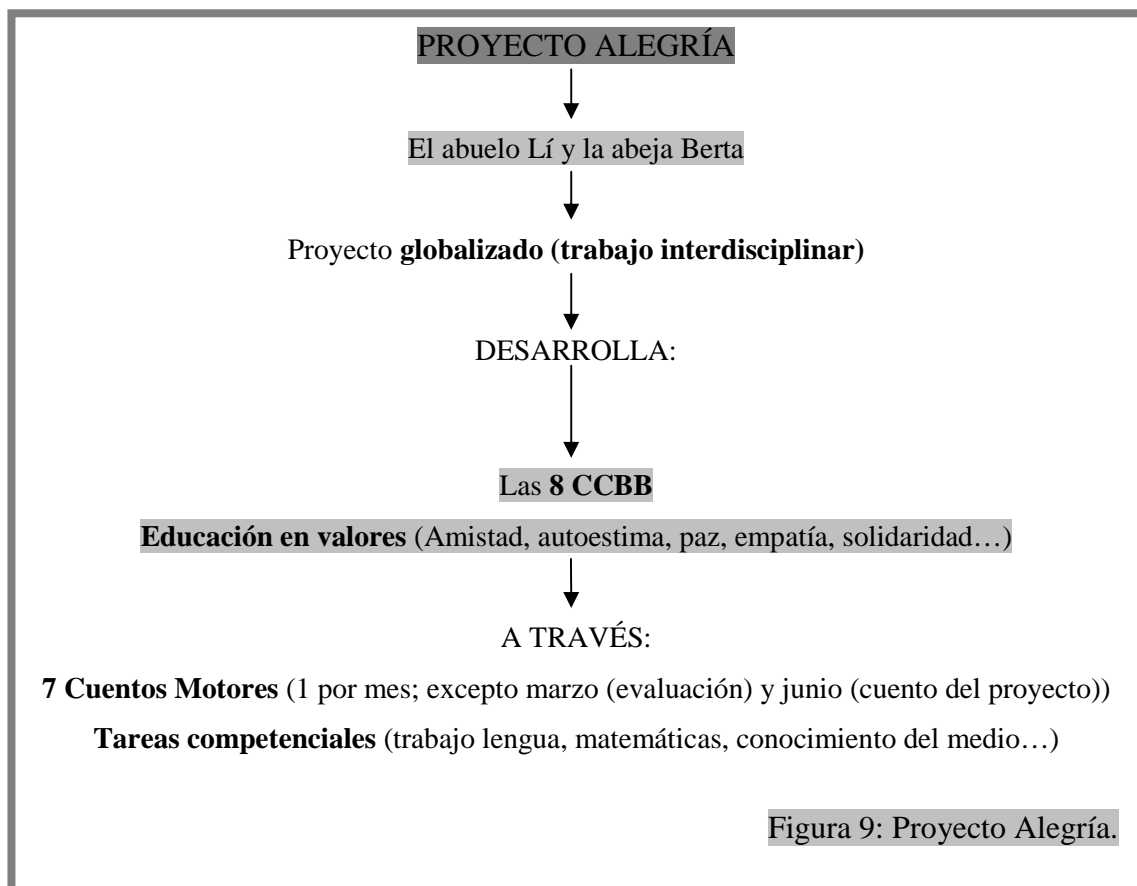 PROYECTO ALEGRÍA
El abuelo Lí y la abeja Berta
Proyecto globalizado (trabajo interdisciplinar)
DESARROLLA:
Las 8 CCBB
Educación en valores (Amistad, autoestima, paz, empatía, solidaridad…)
A TRAVÉS:
7 Cuentos Motores (1 por mes; excepto marzo (evaluación) y junio (cuento del proyecto))
Tareas competenciales (trabajo lengua, matemáticas, conocimiento del medio…)
Figura 9: Proyecto Alegría.